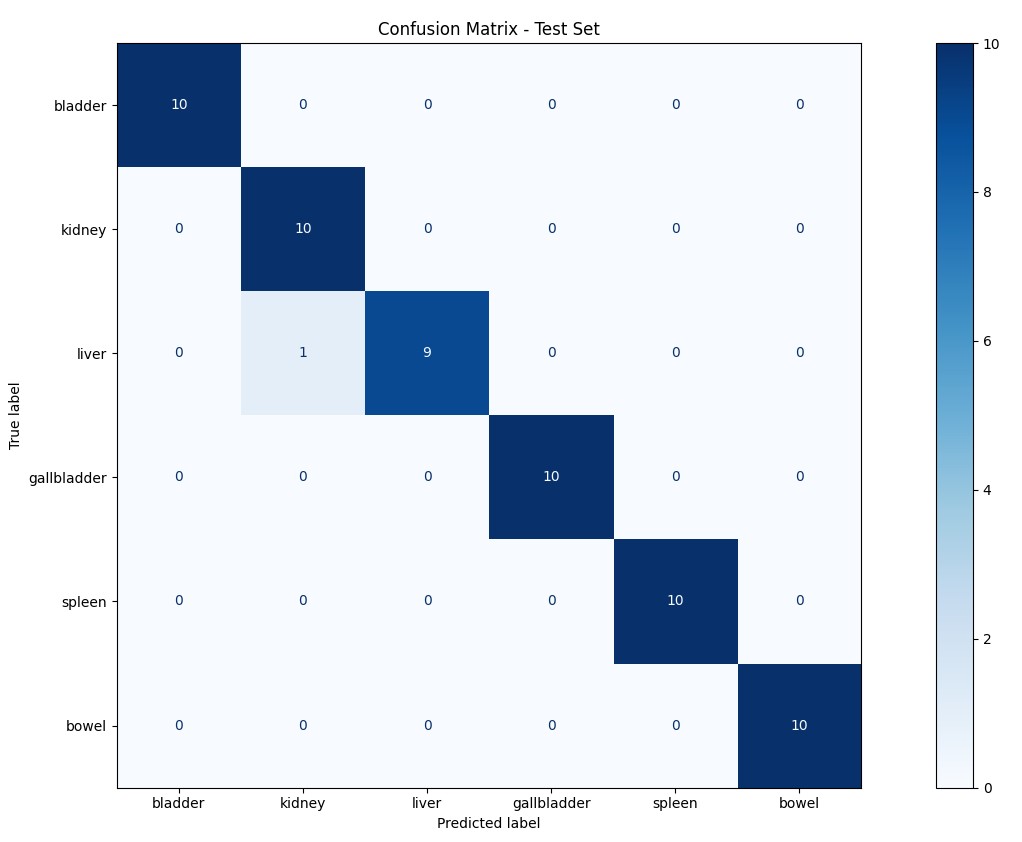 Confusion Matrix - Test Set
bladder 10 0 0 0 0 0
kidney 0 10 0 0 0 0
liver 0 1 9 0 0 0
gallbladder 0 0 0 10 0 0
spleen 0 0 0 0 10 0
bowel 0 0 0 0 0 10
bladder kidney liver gallbladder spleen bowel
Predicted label
True label
10
8
6
4
2
0